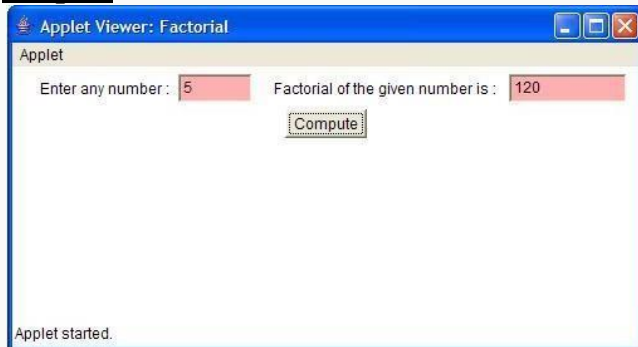 Applet Viewer: Factorial
Applet
Enter any number : 5 Factorial of the given number is : 120
Compute
Applet started.